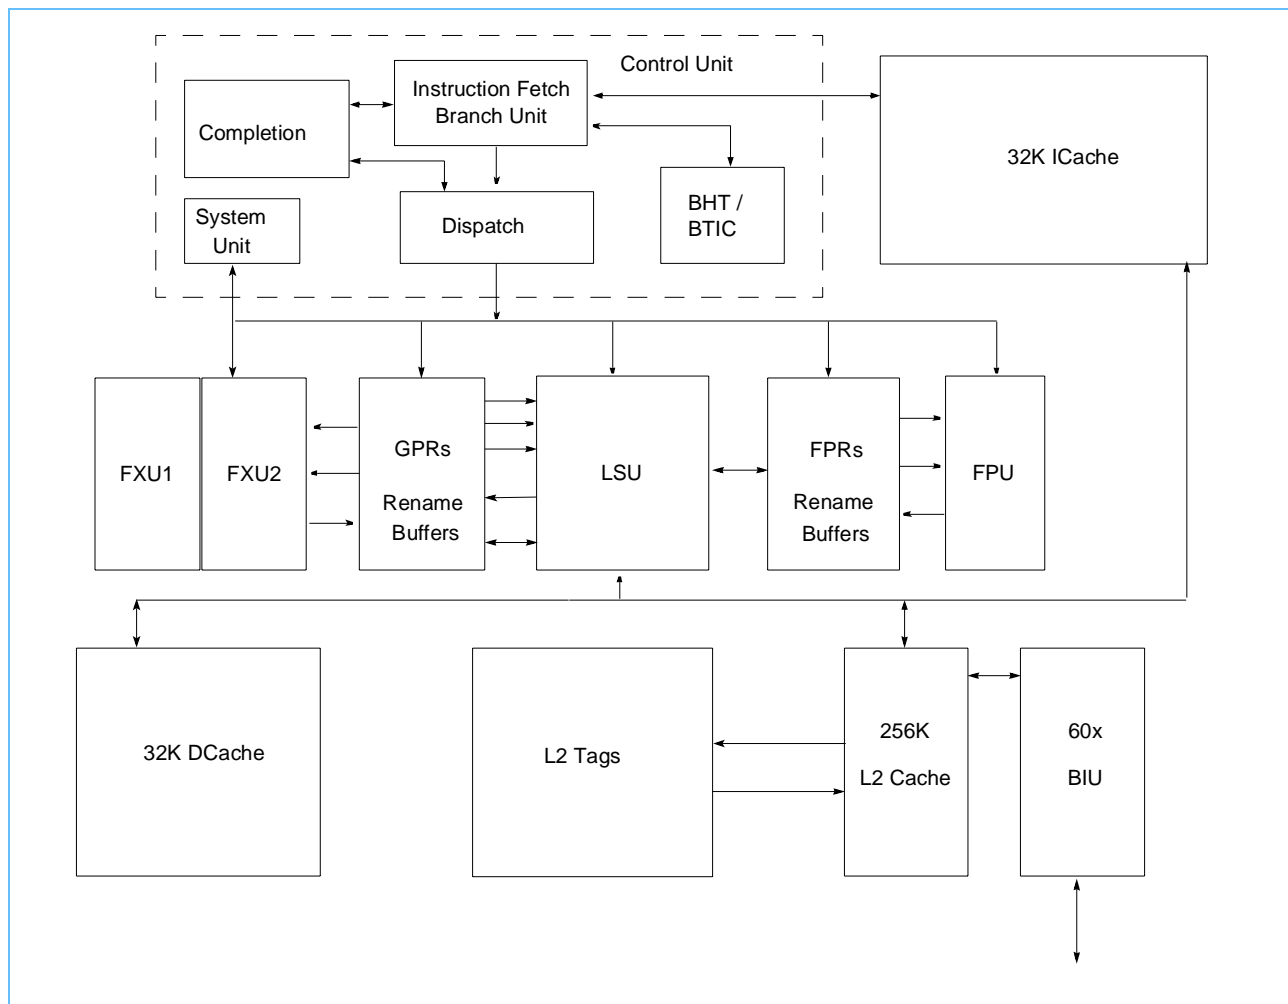 Control Unit
Instruction Fetch
Branch Unit
Completion
32K ICache
BHT /
BTIC
System
Unit
Dispatch
FXU1
FXU2
GPRs
Rename
Buffers
LSU
FPRs
Rename
Buffers
FPU
32K DCache
L2 Tags
256K
L2 Cache
60x
BIU